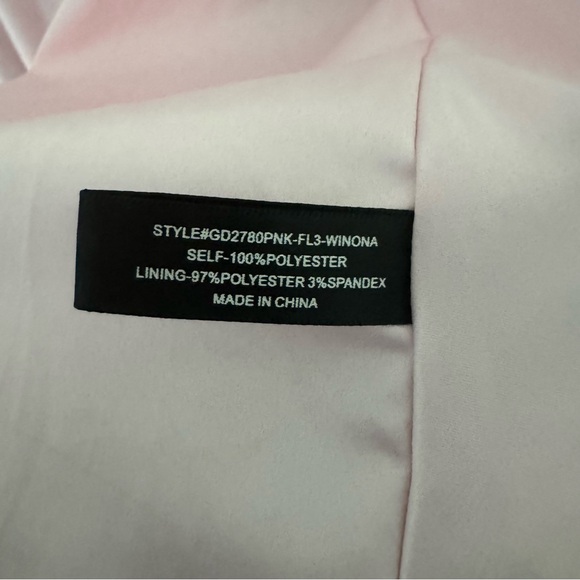 STYLE#GD2780PNK-FL3-WINONA
SELF-100%POLYESTER
LINING-97%POLYESTER 3%SPANDEX
MADE IN CHINA